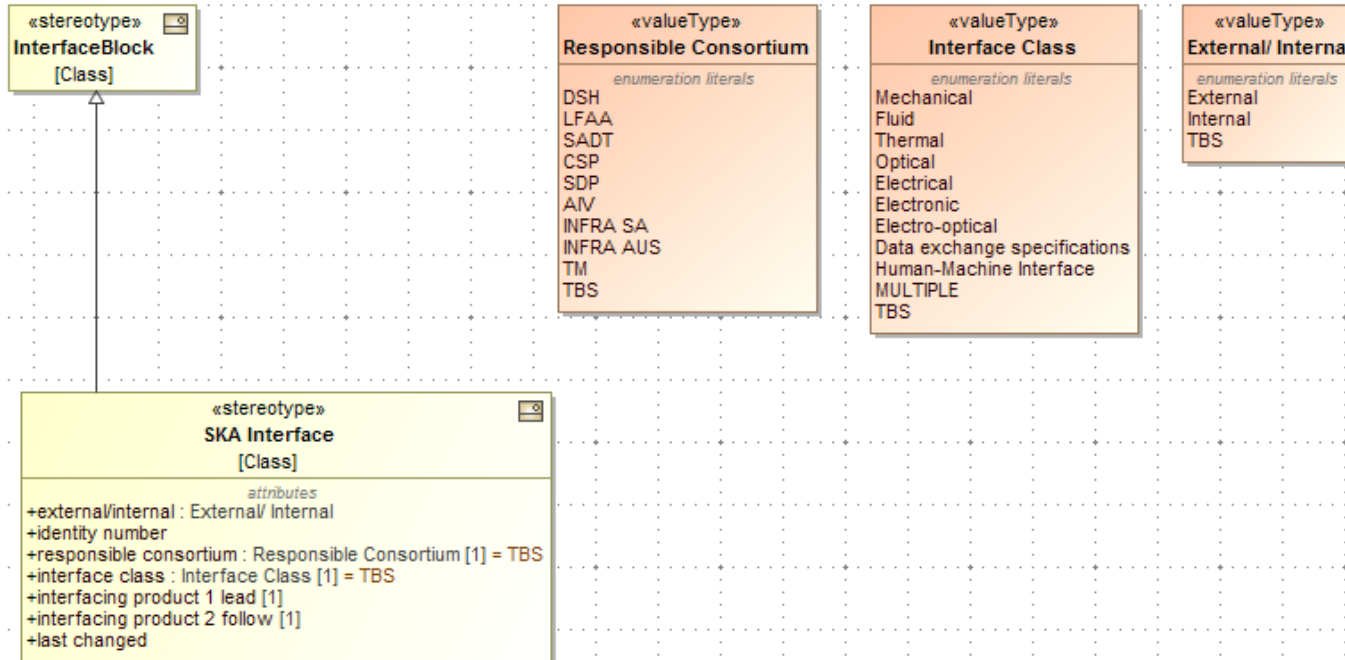 «stereotype»
InterfaceBlock
[Class]
«valueType»
Responsible Consortium
enumeration literals
DSH
LFAA
SADT
CSP
SDP
AIV
INFRA SA
INFRA AUS
TM
TBS
«valueType»
Interface Class
enumeration literals
Mechanical
Fluid
Thermal
Optical
Electrical
Electronic
Electro-optical
Data exchange specifications
Human-Machine Interface
MULTIPLE
TBS
«valueType»
External/ Interna
enumeration literals
External
Internal
TBS
«stereotype»
SKA Interface
[Class]
attributes
+external/internal : External/ Internal
+identity number
+responsible consortium : Responsible Consortium [1] = TBS
+interface class : Interface Class [1] = TBS
+interfacing product 1 lead [1]
+interfacing product 2 follow [1]
+last changed